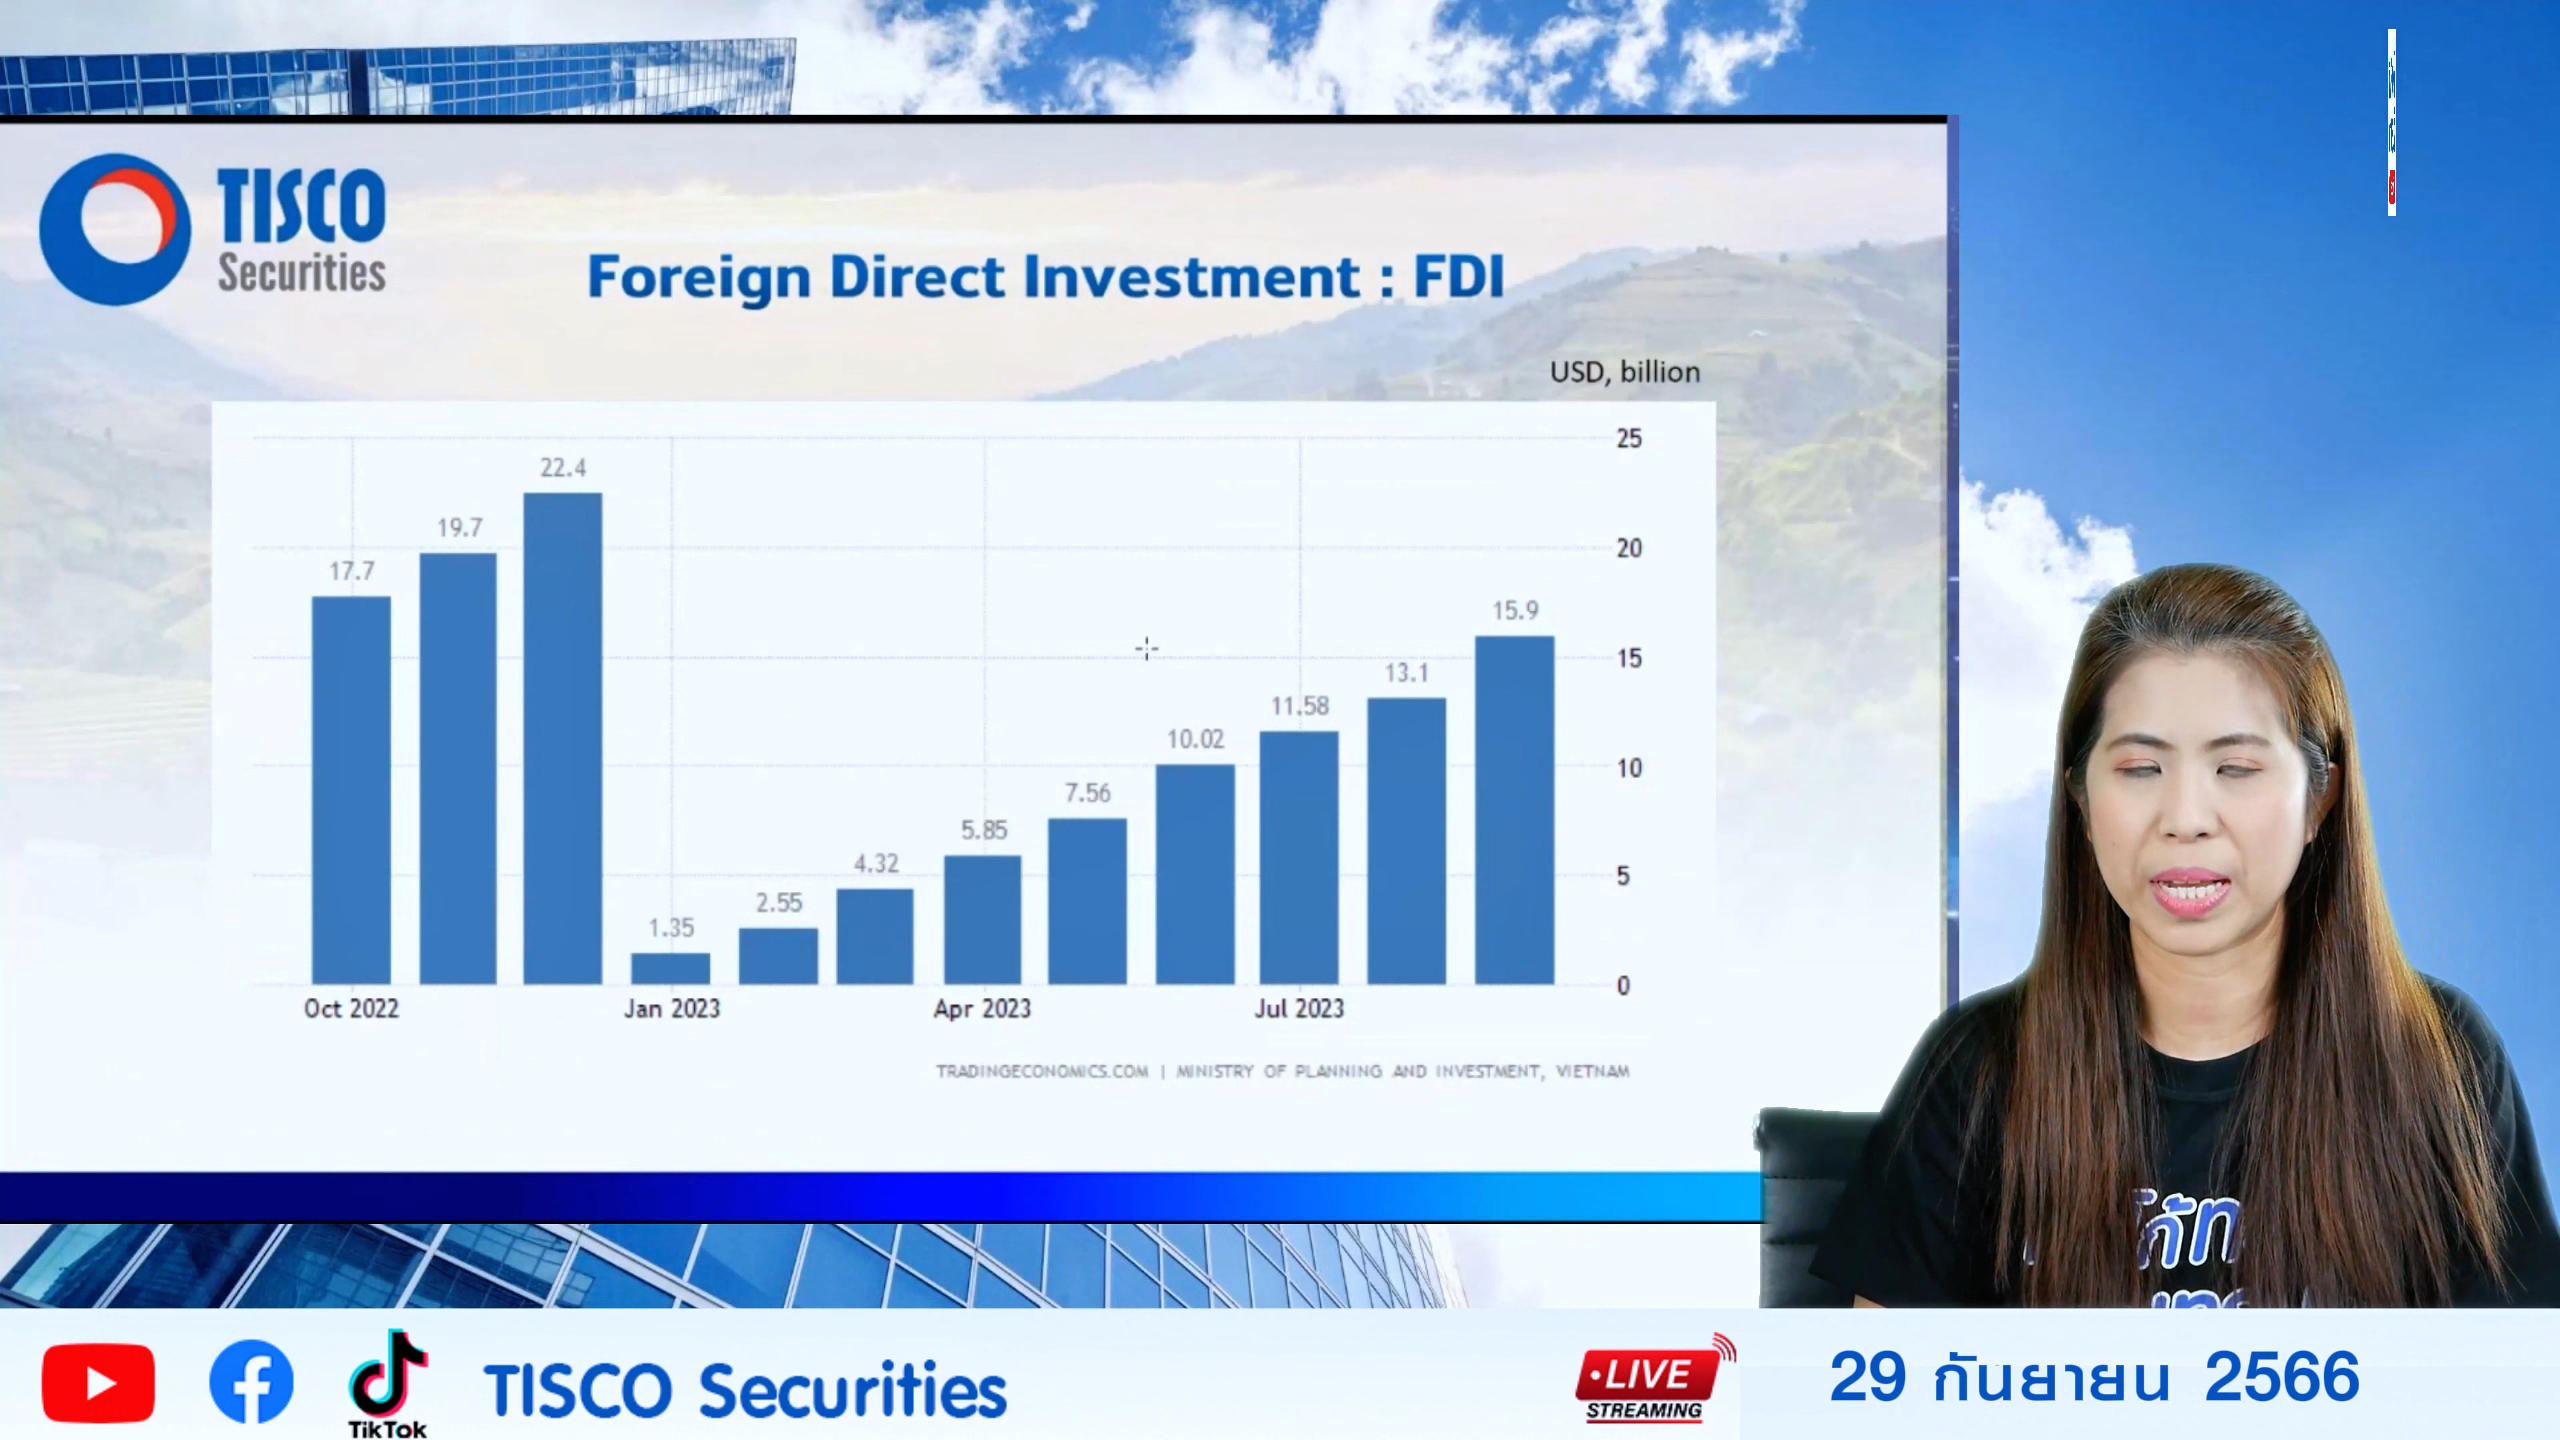 TISCO
Securities
Foreign Direct Investment : FDI
USD, billion
25
20
15
10
5
0
17.7
19.7
22.4
1.35
2.55
4.32
5.85
7.56
10.02
11.58
13.1
15.9
Oct 2022
Jan 2023
Apr 2023
Jul 2023
TRADINGECONOMICS.COM | MINISTRY OF PLANNING AND INVESTMENT, VIETNAM
TikTok
TISCO Securities
LIVE
STREAMING
29 กันยายน 2566